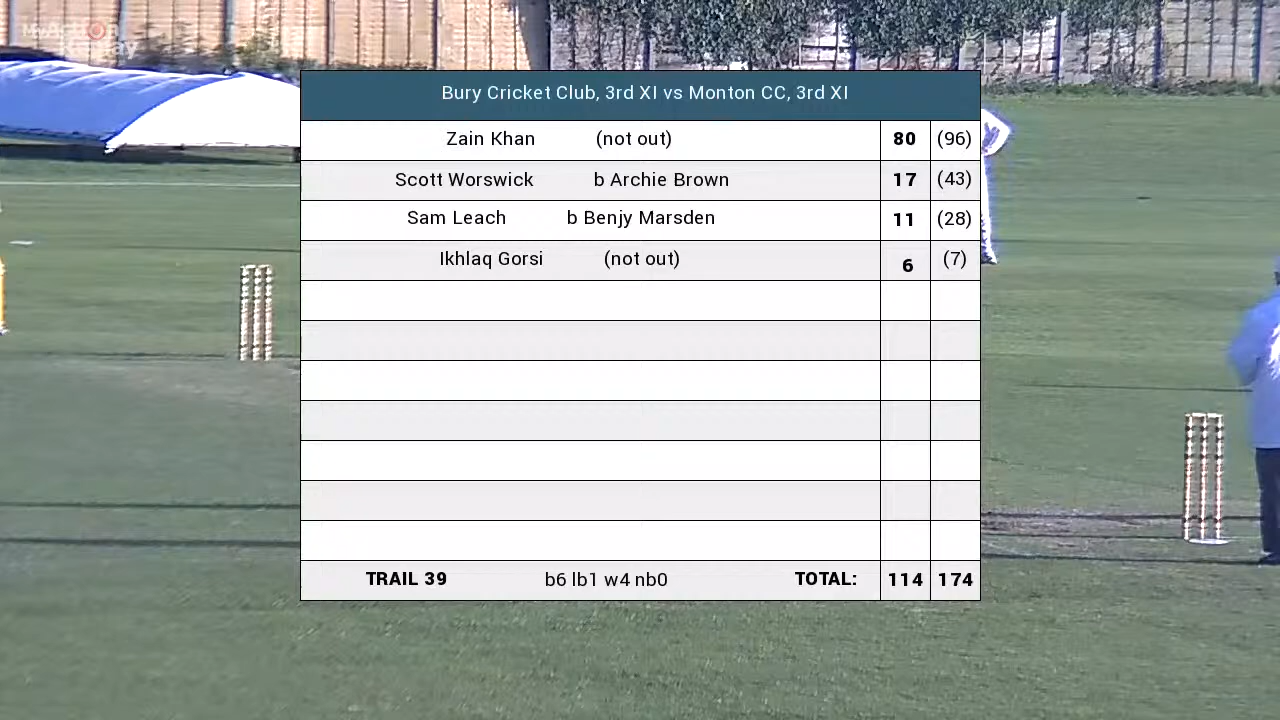 MyAction
Replay
Bury Cricket Club, 3rd XI vs Monton CC, 3rd XI
Zain Khan (not out) 80 (96)
Scott Worswick b Archie Brown 17 (43)
Sam Leach b Benjy Marsden 11 (28)
Ikhlaq Gorsi (not out) 6 (7)
TRAIL 39 b6 lb1 w4 nb0 TOTAL: 114 174